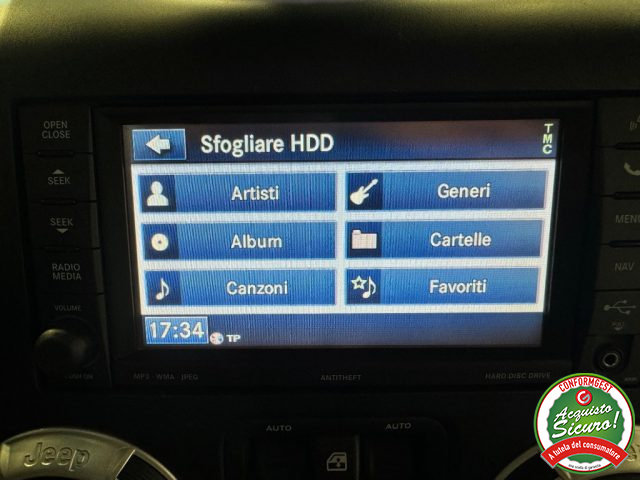 OPEN
CLOSE
SEEK
SEEK
RADIO
MEDIA
VOLUME
Sfogliare HDD
TMC
Artisti
Generi
Album
Cartelle
Canzoni
Favoriti
17:34
TP
MENU
NAV
MP3 · WMA · JPEG
ANTITHEFT
HARD DISC DRIVE
AUTO
AUTO
Jeep
CONFORMGEST
Acquisto
Sicuro!
A tutela del consumatore